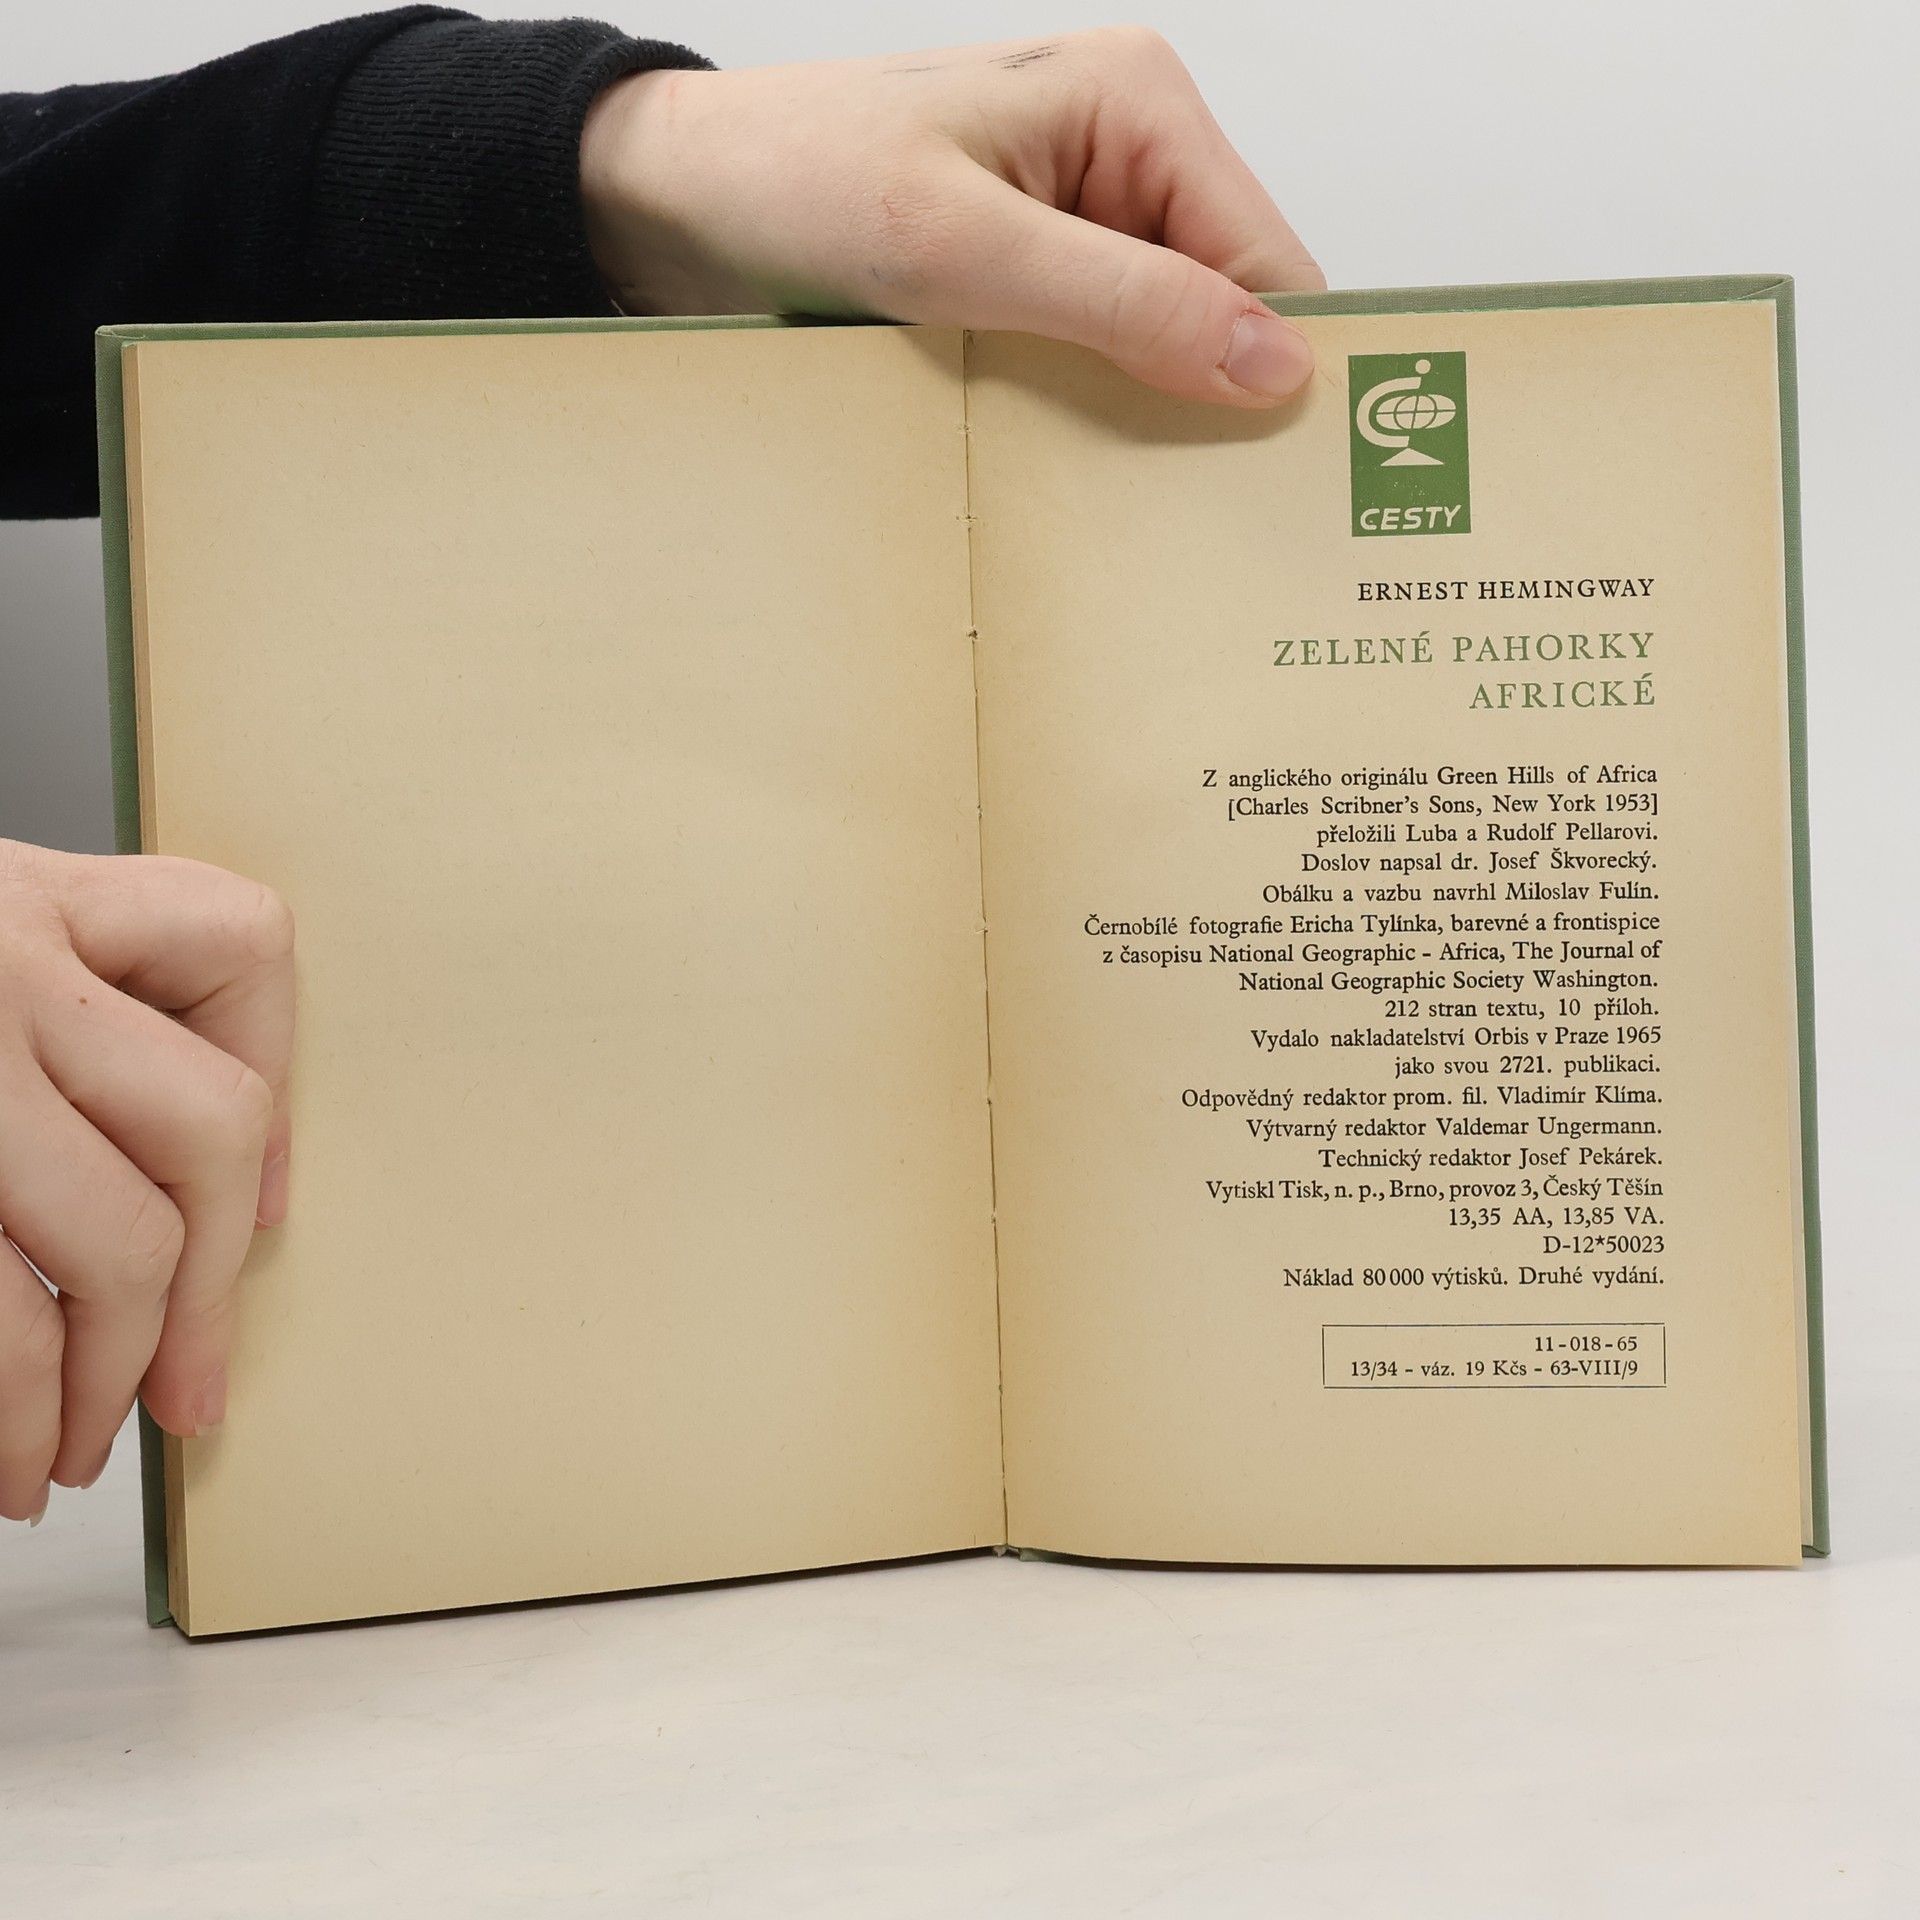 CESTY
ERNEST HEMINGWAY
ZELENÉ PAHORKY
AFRICKÉ
Z anglického originálu Green Hills of Africa
[Charles Scribner's Sons, New York 1953]
přeložili Luba a Rudolf Pellarovi.
Doslov napsal dr. Josef Škvorecký.
Obálku a vazbu navrhl Miloslav Fulín.
Černobílé fotografie Ericha Tylínka, barevné a frontispice
z časopisu National Geographic - Africa, The Journal of
National Geographic Society Washington.
212 stran textu, 10 příloh.
Vydalo nakladatelství Orbis v Praze 1965
jako svou 2721. publikaci.
Odpovědný redaktor prom. fil. Vladimír Klíma.
Výtvarný redaktor Valdemar Ungermann.
Technický redaktor Josef Pekárek.
Vytiskl Tisk, n. p., Brno, provoz 3, Český Těšín
13,35 AA, 13,85 VA.
D-12*50023
Náklad 80 000 výtisků. Druhé vydání.
11 - 018 - 65
13/34 - váz. 19 Kčs - 63-VIII/9